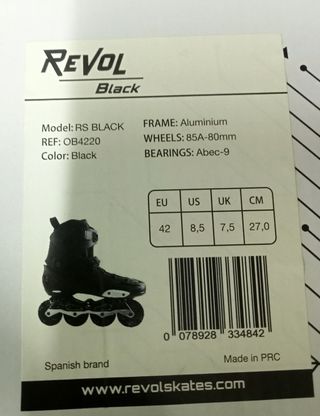 REVOL
Black
Model: RS BLACK
REF: OB4220
Color: Black
FRAME: Aluminium
WHEELS: 85A-80mm
BEARINGS: Abec-9
EU US UK CM
42 8,5 7,5 27,0
0 078928 334842
Spanish brand Made in PRC
www.revolskates.com